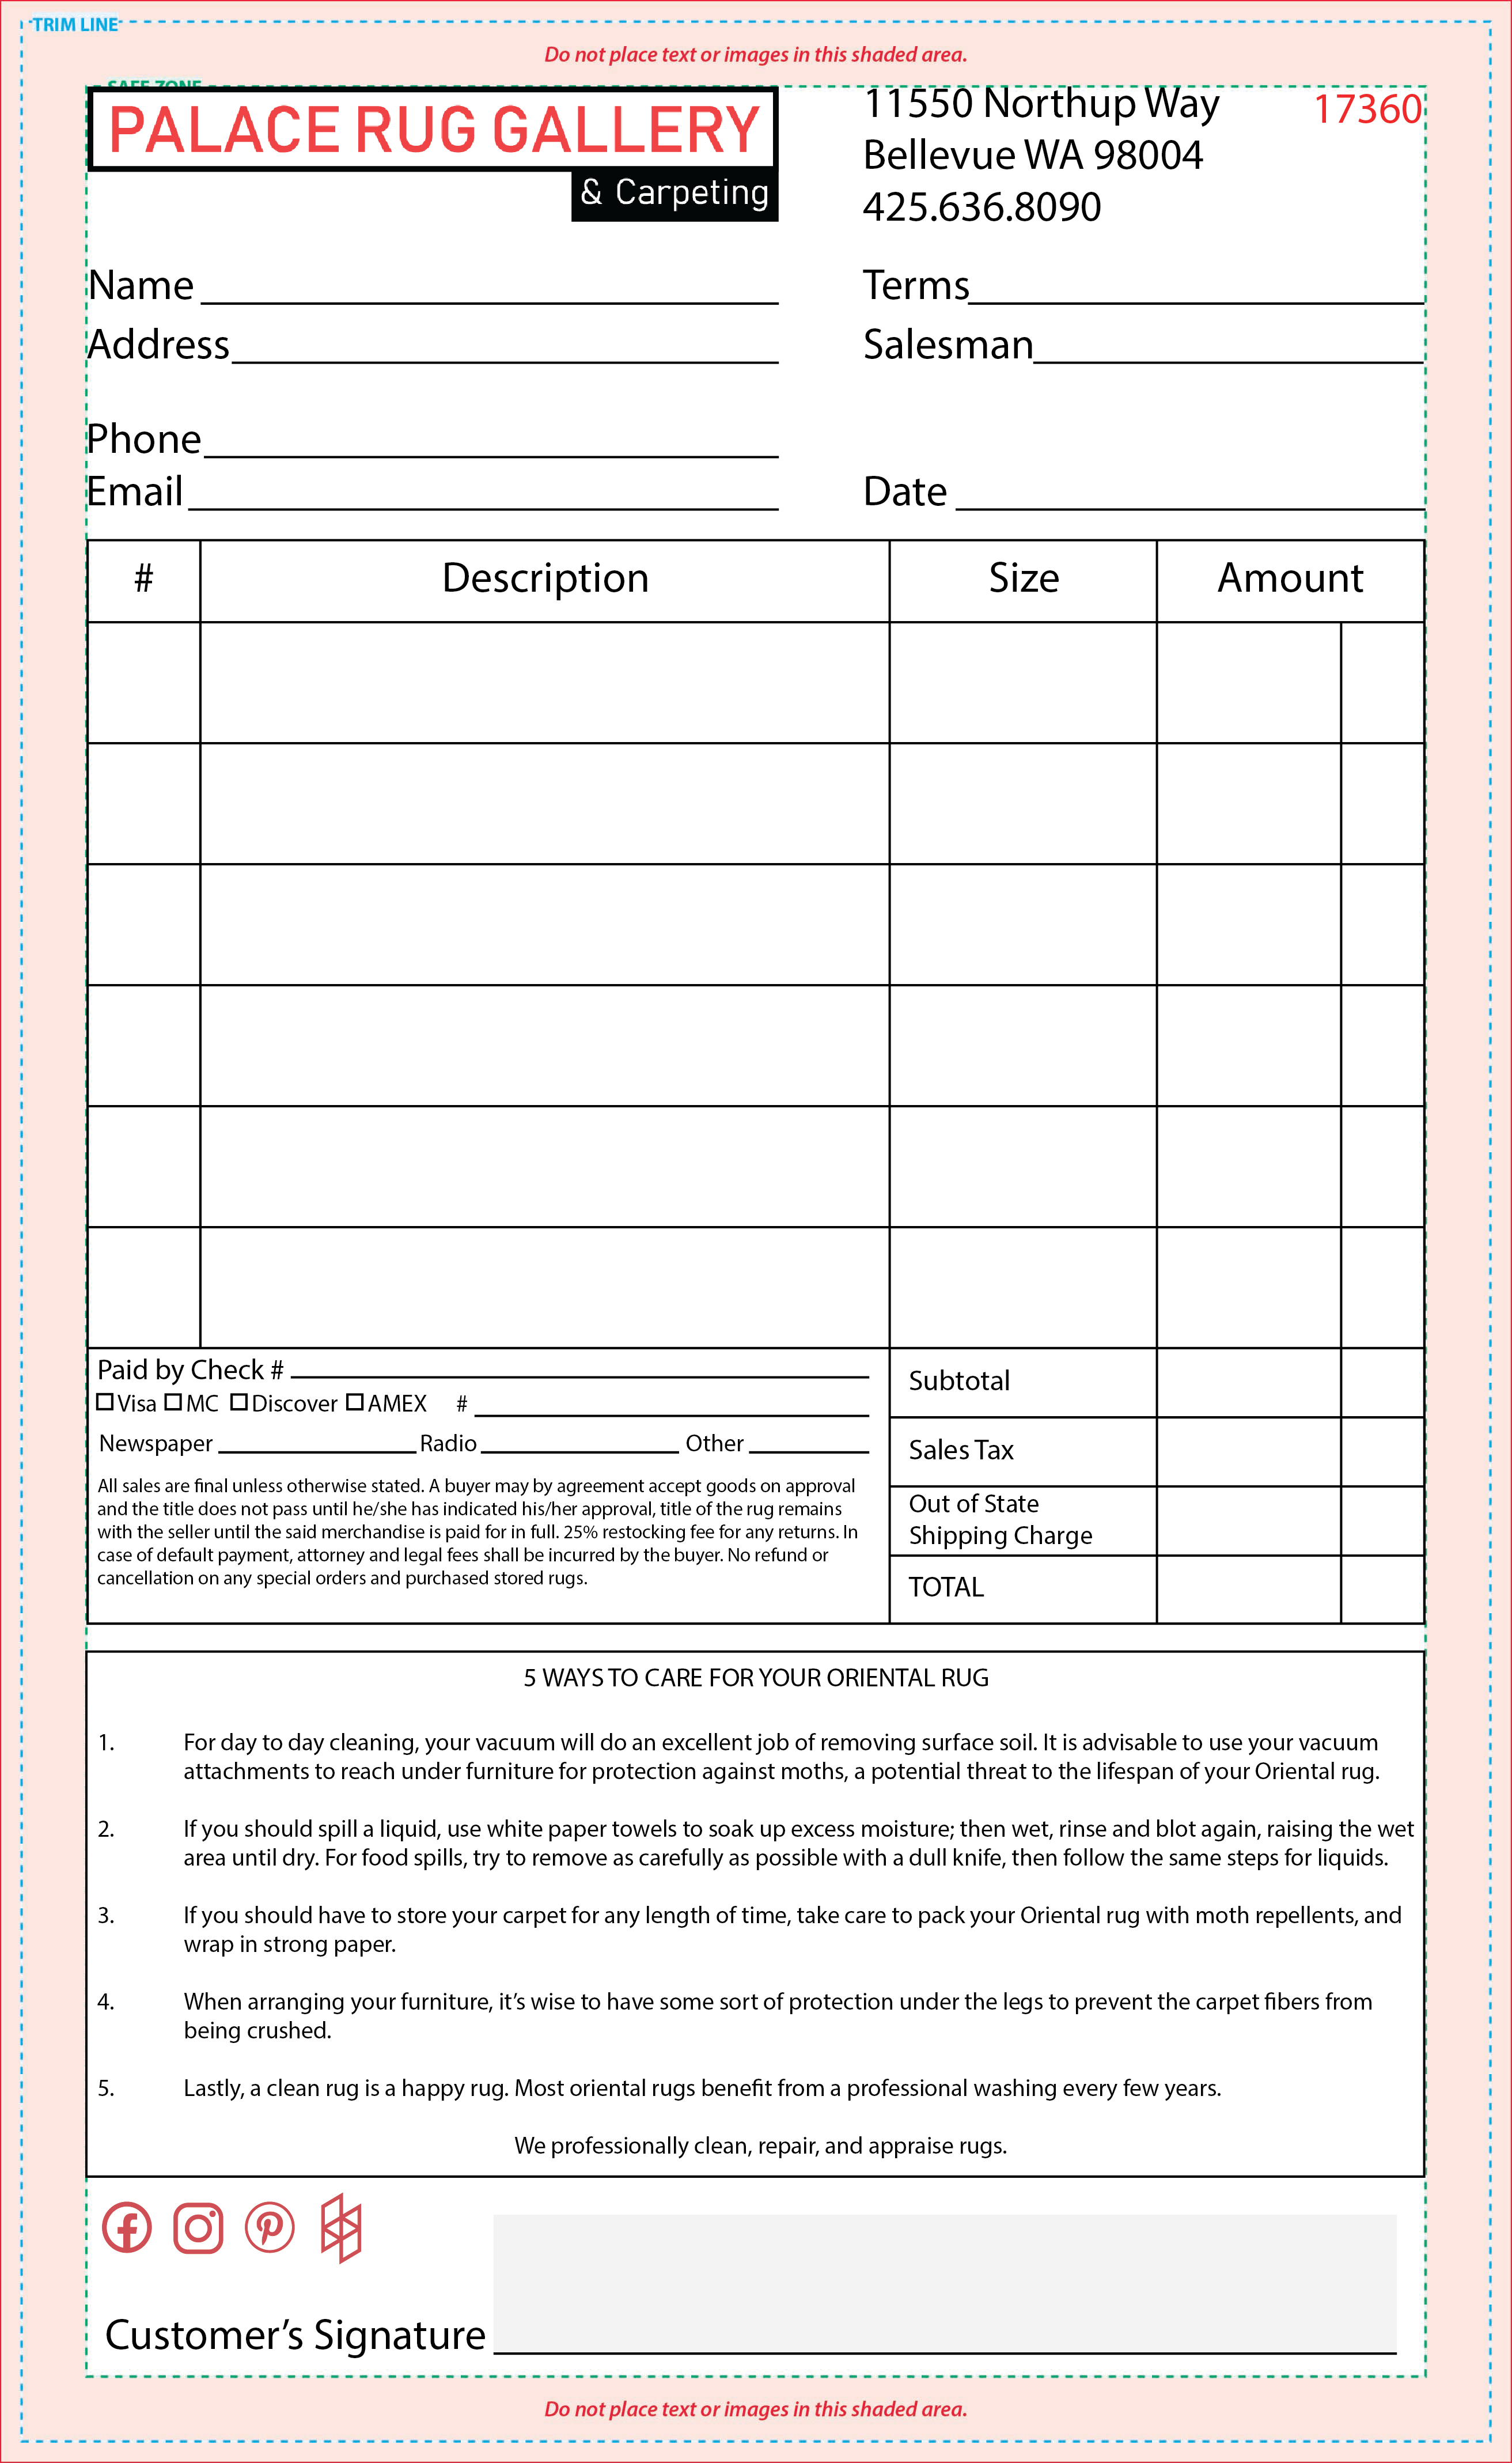 TRIM LINE
Do not place text or images in this shaded area.
SAFE ZONE
PALACE RUG GALLERY
& Carpeting
11550 Northup Way
17360
Bellevue WA 98004
425.636.8090
Name
Terms
Address
Salesman
Phone
Email
Date
# Description Size Amount
Paid by Check #
Visa MC Discover AMEX #
Newspaper Radio Other
All sales are final unless otherwise stated. A buyer may by agreement accept goods on approval
and the title does not pass until he/she has indicated his/her approval, title of the rug remains
with the seller until the said merchandise is paid for in full. 25% restocking fee for any returns. In
case of default payment, attorney and legal fees shall be incurred by the buyer. No refund or
cancellation on any special orders and purchased stored rugs.
Subtotal
Sales Tax
Out of State
Shipping Charge
TOTAL
5 WAYS TO CARE FOR YOUR ORIENTAL RUG
1. For day to day cleaning, your vacuum will do an excellent job of removing surface soil. It is advisable to use your vacuum
attachments to reach under furniture for protection against moths, a potential threat to the lifespan of your Oriental rug.
2. If you should spill a liquid, use white paper towels to soak up excess moisture; then wet, rinse and blot again, raising the wet
area until dry. For food spills, try to remove as carefully as possible with a dull knife, then follow the same steps for liquids.
3. If you should have to store your carpet for any length of time, take care to pack your Oriental rug with moth repellents, and
wrap in strong paper.
4. When arranging your furniture, it’s wise to have some sort of protection under the legs to prevent the carpet fibers from
being crushed.
5. Lastly, a clean rug is a happy rug. Most oriental rugs benefit from a professional washing every few years.
We professionally clean, repair, and appraise rugs.
Customer’s Signature
Do not place text or images in this shaded area.